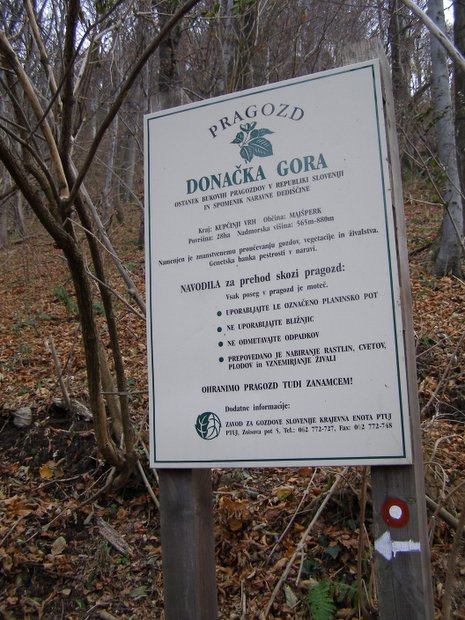 PRAGOZD
DONAČKA GORA
OSTANEK BUKOVIH PRAGOZDOV V REPUBLIKI SLOVENIJI
IN SPOMENIK NARAVNE DEDIŠČINE
Kraj: KUPČINJI VRH Občina: MAJŠPERK
Površina: 28ha Nadmorska višina: 565m-880m
Namenjen je znanstvenemu proučevanju gozdov, vegetacije in živalstva.
Genetska banka pestrosti v naravi.
NAVODILA za prehod skozi pragozd:
Vsak poseg v pragozd je moteč.
• UPORABLJAJTE LE OZNAČENO PLANINSKO POT
• NE UPORABLJAJTE BLIŽNJIC
• NE ODMETAVAJTE ODPADKOV
• PREPOVEDANO JE NABIRANJE RASTLIN, CVETOV,
PLODOV in VZNEMIRJANJE ŽIVALI
OHRANIMO PRAGOZD TUDI ZANAMCEM!
Dodatne informacije:
ZAVOD ZA GOZDOVE SLOVENIJE KRAJEVNA ENOTA PTUJ
PTUJ, Žnisova pot 5, Tel.: 062 772-727, Fax: 062 772-748